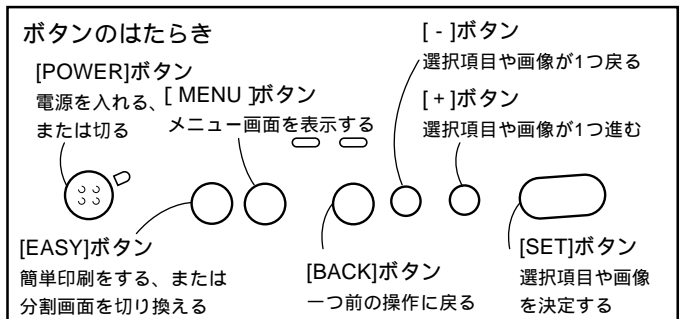 ボタンのはたらき
[POWER]ボタン
電源を入れる、
または切る
[ MENU ]ボタン
メニュー画面を表示する
[ - ]ボタン
選択項目や画像が1つ戻る
[ + ]ボタン
選択項目や画像が1つ進む
[EASY]ボタン
簡単印刷をする、または
分割画面を切り換える
[BACK]ボタン
一つ前の操作に戻る
[SET]ボタン
選択項目や画像
を決定する